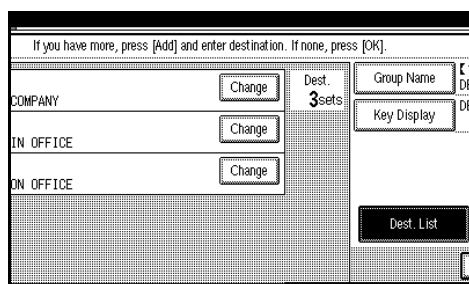 If you have more, press [Add] and enter destination. If none, press [OK].
Change
COMPANY
Change
IN OFFICE
Change
ON OFFICE
Dest.
3sets
Group Name
Key Display
Dest. List